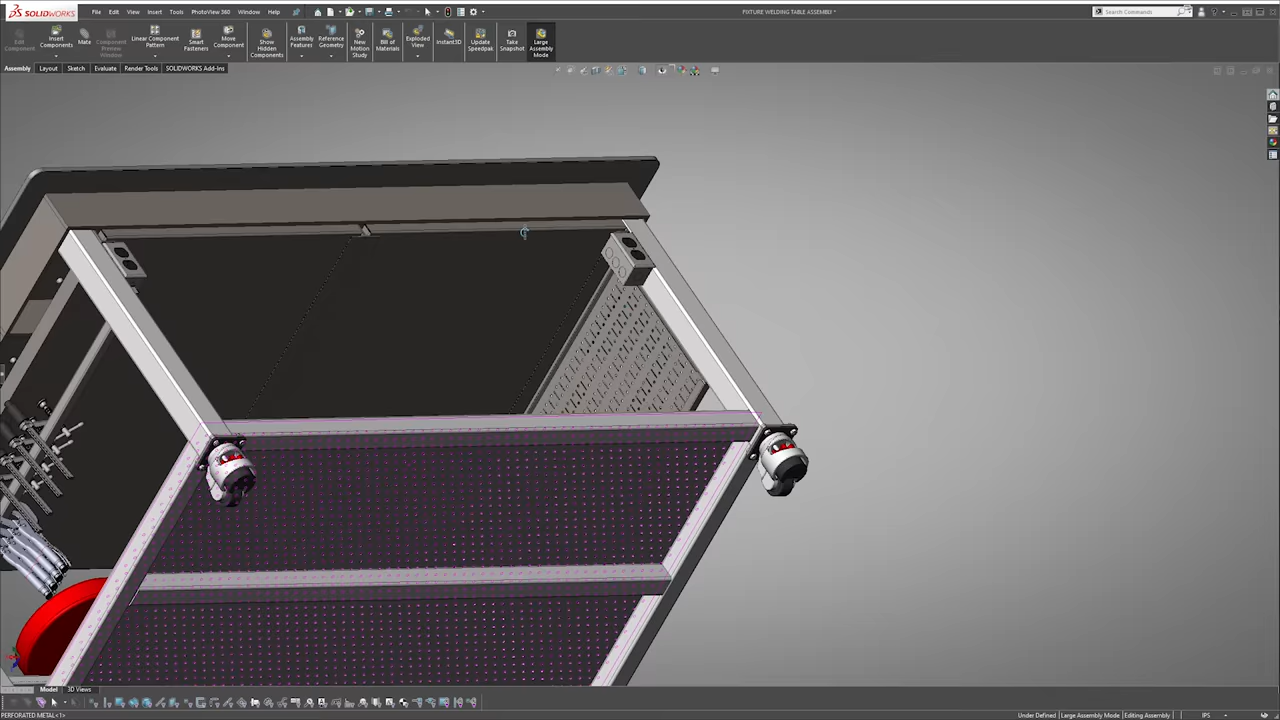 SOLIDWORKS
File Edit View Insert Tools PhotoView 360 Window Help
FIXTURE WELDING TABLE ASSEMBLY *
Search Commands
Edit Component
Insert Components
Mate
Component Preview Window
Linear Component Pattern
Smart Fasteners
Move Component
Show Hidden Components
Assembly Features
Reference Geometry
New Motion Study
Bill of Materials
Exploded View
Instant3D
Update Speedpak
Take Snapshot
Large Assembly Mode
Assembly Layout Sketch Evaluate Render Tools SOLIDWORKS Add-Ins
Model 3D Views
PERFORATED METAL<1>
Under Defined Large Assembly Mode Editing Assembly IPS